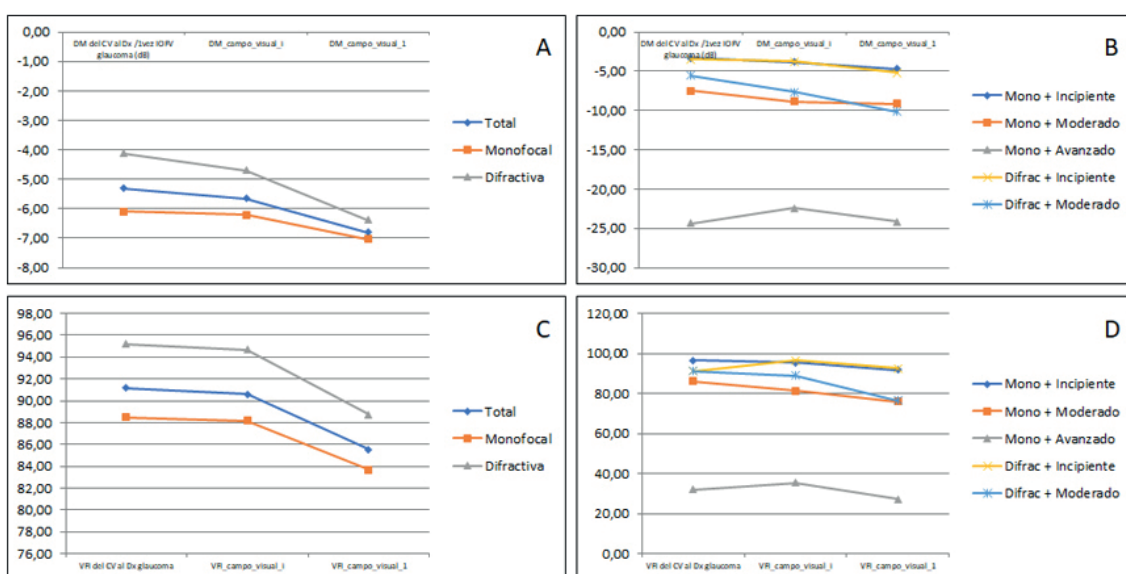 A
0,00
-1,00
-2,00
-3,00
-4,00
-5,00
-6,00
-7,00
-8,00
DM del CV al Dx /1vez IOFV
glaucoma (dB)
DM_campo_visual_i
DM_campo_visual_1
Total
Monofocal
Difractiva
B
0,00
-5,00
-10,00
-15,00
-20,00
-25,00
-30,00
DM del CV al Dx /1vez IOFV
glaucoma (dB)
DM_campo_visual_i
DM_campo_visual_1
Mono + Incipiente
Mono + Moderado
Mono + Avanzado
Difrac + Incipiente
Difrac + Moderado
C
98,00
96,00
94,00
92,00
90,00
88,00
86,00
84,00
82,00
80,00
78,00
76,00
VFI del CV al Dx glaucoma
VFI_campo_visual_i
VFI_campo_visual_1
Total
Monofocal
Difractiva
D
120,00
100,00
80,00
60,00
40,00
20,00
0,00
VFI del CV al Dx glaucoma
VFI_campo_visual_i
VFI_campo_visual_1
Mono + Incipiente
Mono + Moderado
Mono + Avanzado
Difrac + Incipiente
Difrac + Moderado